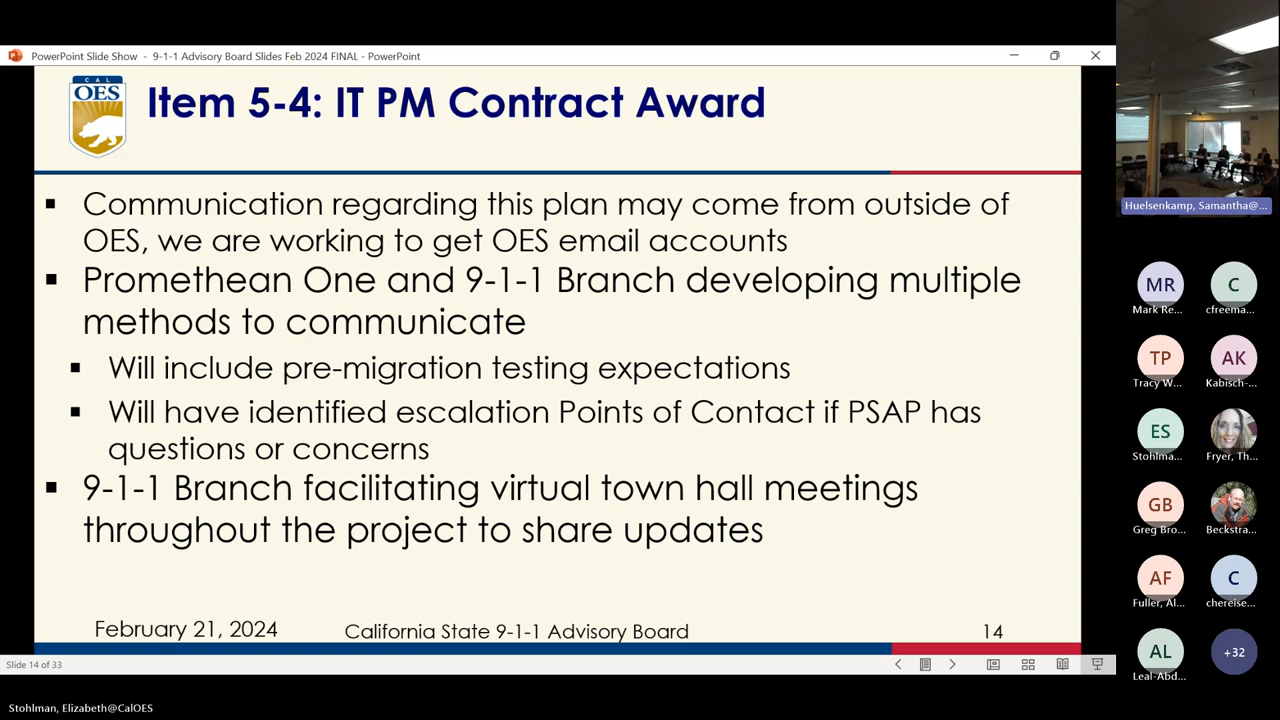 PowerPoint Slide Show - 9-1-1 Advisory Board Slides Feb 2024 FINAL - PowerPoint
CAL
OES
Item 5-4: IT PM Contract Award
▪ Communication regarding this plan may come from outside of
OES, we are working to get OES email accounts
▪ Promethean One and 9-1-1 Branch developing multiple
methods to communicate
▪ Will include pre-migration testing expectations
▪ Will have identified escalation Points of Contact if PSAP has
questions or concerns
▪ 9-1-1 Branch facilitating virtual town hall meetings
throughout the project to share updates
February 21, 2024
California State 9-1-1 Advisory Board
14
Slide 14 of 33
Stohlman, Elizabeth@CalOES
Huelsenkamp, Samantha@...
MR
Mark Re...
C
cfreema...
TP
Tracy W...
AK
Kabisch-...
ES
Stohlma...
Fryer, Th...
GB
Greg Bro...
Beckstra...
AF
Fuller, Al...
C
chereise...
AL
Leal-Abd...
+32